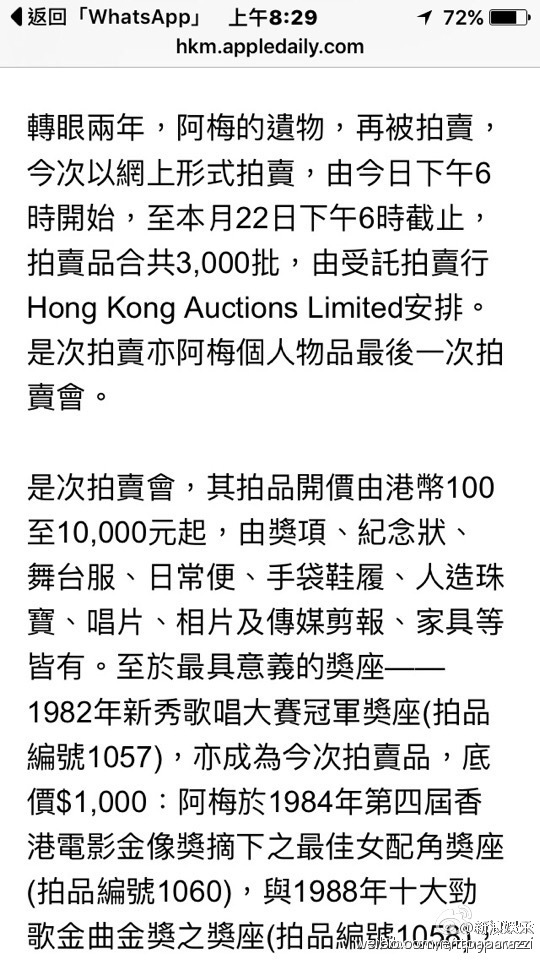 返回「WhatsApp」 上午8:29 72%
hkm.appledaily.com
轉眼兩年，阿梅的遺物，再被拍賣，
今次以網上形式拍賣，由今日下午6
時開始，至本月22日下午6時截止，
拍賣品合共3,000批，由受託拍賣行
Hong Kong Auctions Limited安排。
是次拍賣亦阿梅個人物品最後一次拍
賣會。
是次拍賣會，其拍品開價由港幣100
至10,000元起，由獎項、紀念狀、
舞台服、日常便、手袋鞋履、人造珠
寶、唱片、相片及傳媒剪報、家具等
皆有。至於最具意義的獎座——
1982年新秀歌唱大賽冠軍獎座(拍品
編號1057)，亦成為今次拍賣品，底
價$1,000：阿梅於1984年第四屆香
港電影金像獎摘下之最佳女配角獎座
(拍品編號1060)，與1988年十大勁
歌金曲金獎之獎座(拍品編號1058)，
@新浪娛樂
weibo.com/entpaparazzi